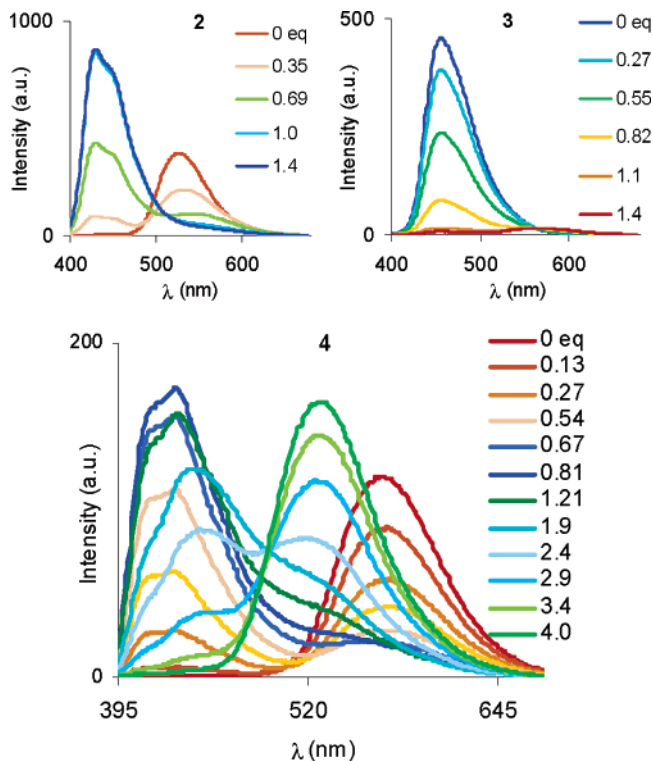 2
1000
0
Intensity (a.u.)
400 500 600
λ (nm)
0 eq
0.35
0.69
1.0
1.4
3
500
0
Intensity (a.u.)
400 500 600
λ (nm)
0 eq
0.27
0.55
0.82
1.1
1.4
4
200
0
Intensity (a.u.)
395 520 645
λ (nm)
0 eq
0.13
0.27
0.54
0.67
0.81
1.21
1.9
2.4
2.9
3.4
4.0